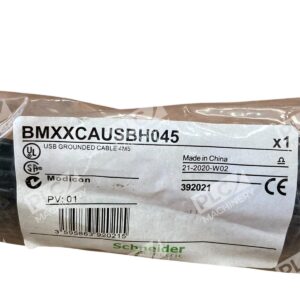 BMXXCAUSBH045 x1
USB GROUNDED CABLE 4M5
Made in China
21-2020-W02
Modicon
392021
PV: 01
Schneider